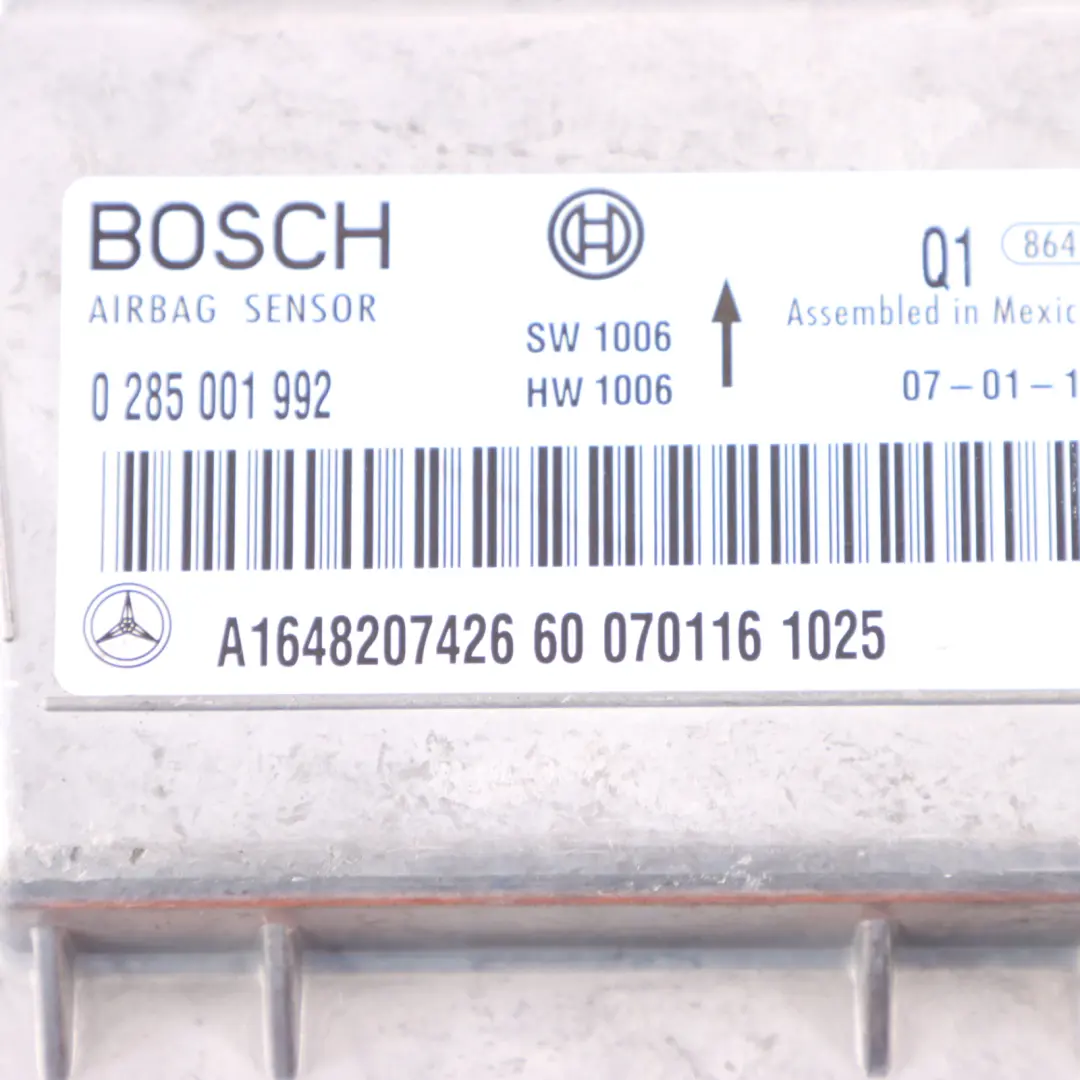 BOSCH
AIRBAG SENSOR
0 285 001 992
SW 1006
HW 1006
Q1 864
Assembled in Mexic
07-01-1
A1648207426 60 070116 1025